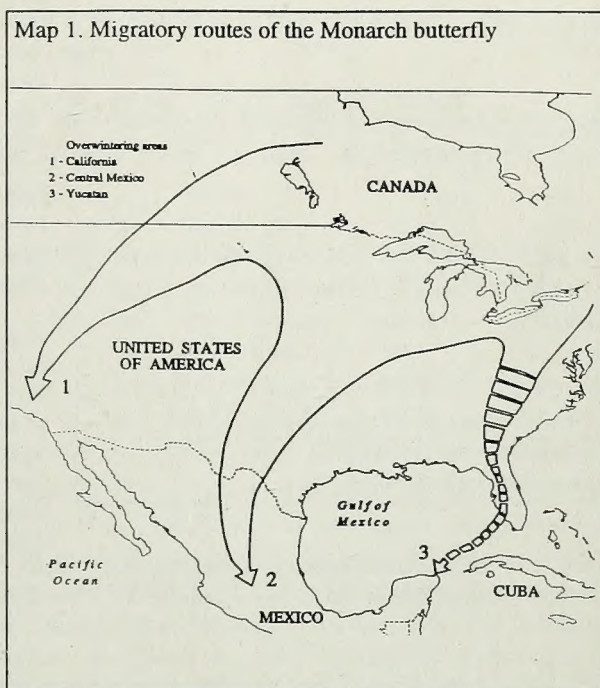 Map 1. Migratory routes of the Monarch butterfly
Overwintering areas
1 - California
2 - Central Mexico
3 - Yucatan
CANADA
UNITED STATES
OF AMERICA
1
Gulf of
Mexico
3
Pacific
Ocean
2
CUBA
MEXICO